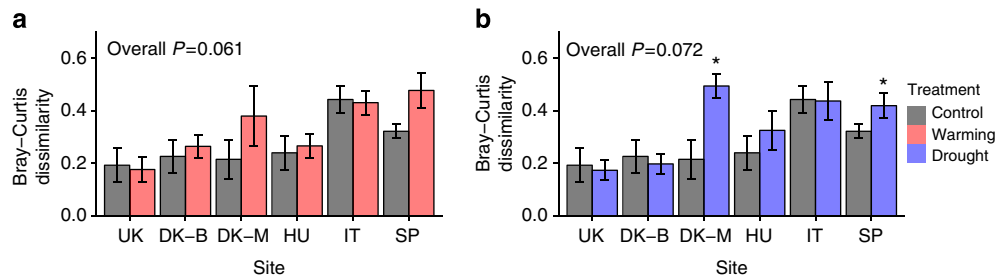 a
Overall P=0.061
Bray–Curtis
dissimilarity
0.6
0.4
0.2
0.0
UK DK–B DK–M HU IT SP
Site
b
Overall P=0.072
Bray–Curtis
dissimilarity
0.6
0.4
0.2
0.0
*
*
UK DK–B DK–M HU IT SP
Site
Treatment
Control
Warming
Drought